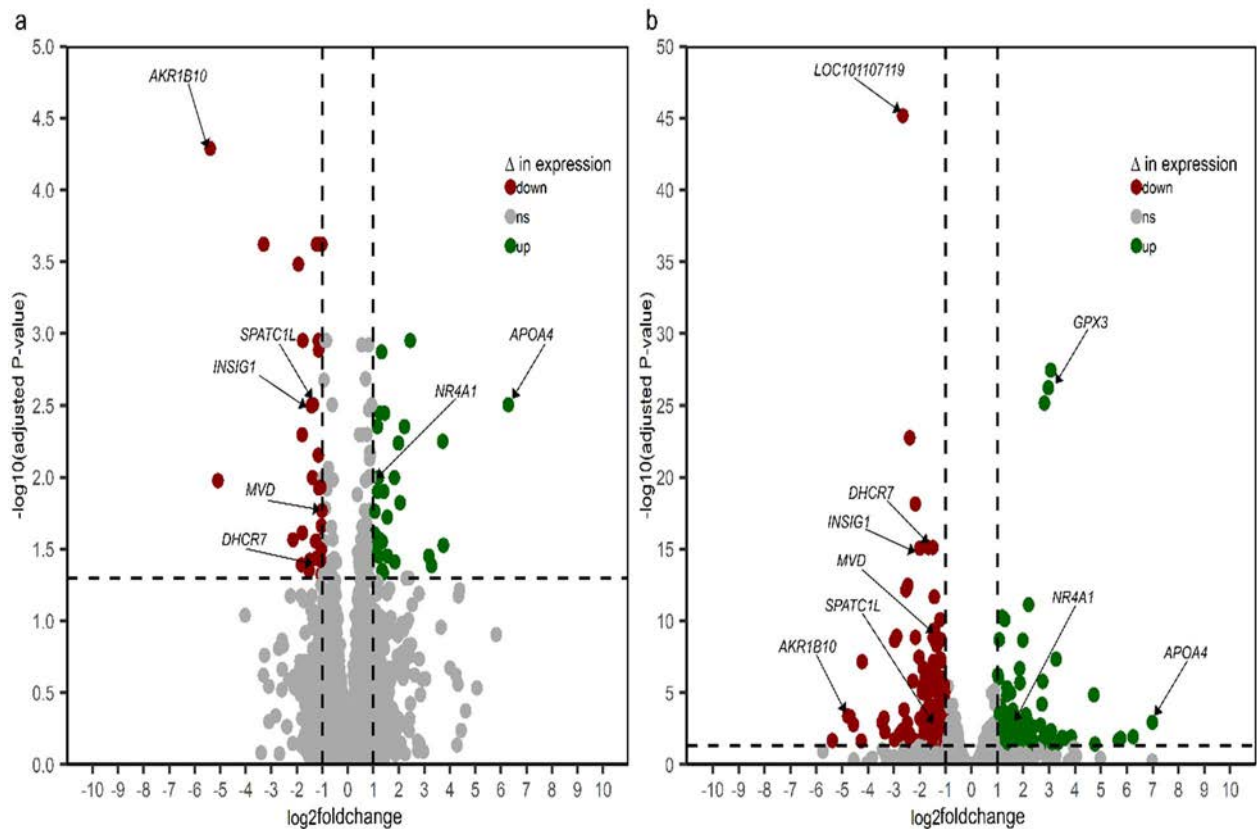 a
5.0
4.5
4.0
3.5
3.0
2.5
2.0
1.5
1.0
0.5
0.0
-log10(adjusted P-value)
-10 -9 -8 -7 -6 -5 -4 -3 -2 -1 0 1 2 3 4 5 6 7 8 9 10
log2foldchange
AKR1B10
SPATC1L
INSIG1
APOA4
NR4A1
MVD
DHCR7
Δ in expression
down
ns
up
b
50
45
40
35
30
25
20
15
10
5
0
-log10(adjusted P-value)
-10 -9 -8 -7 -6 -5 -4 -3 -2 -1 0 1 2 3 4 5 6 7 8 9 10
log2foldchange
LOC101107119
GPX3
DHCR7
INSIG1
MVD
SPATC1L
NR4A1
AKR1B10
APOA4
Δ in expression
down
ns
up